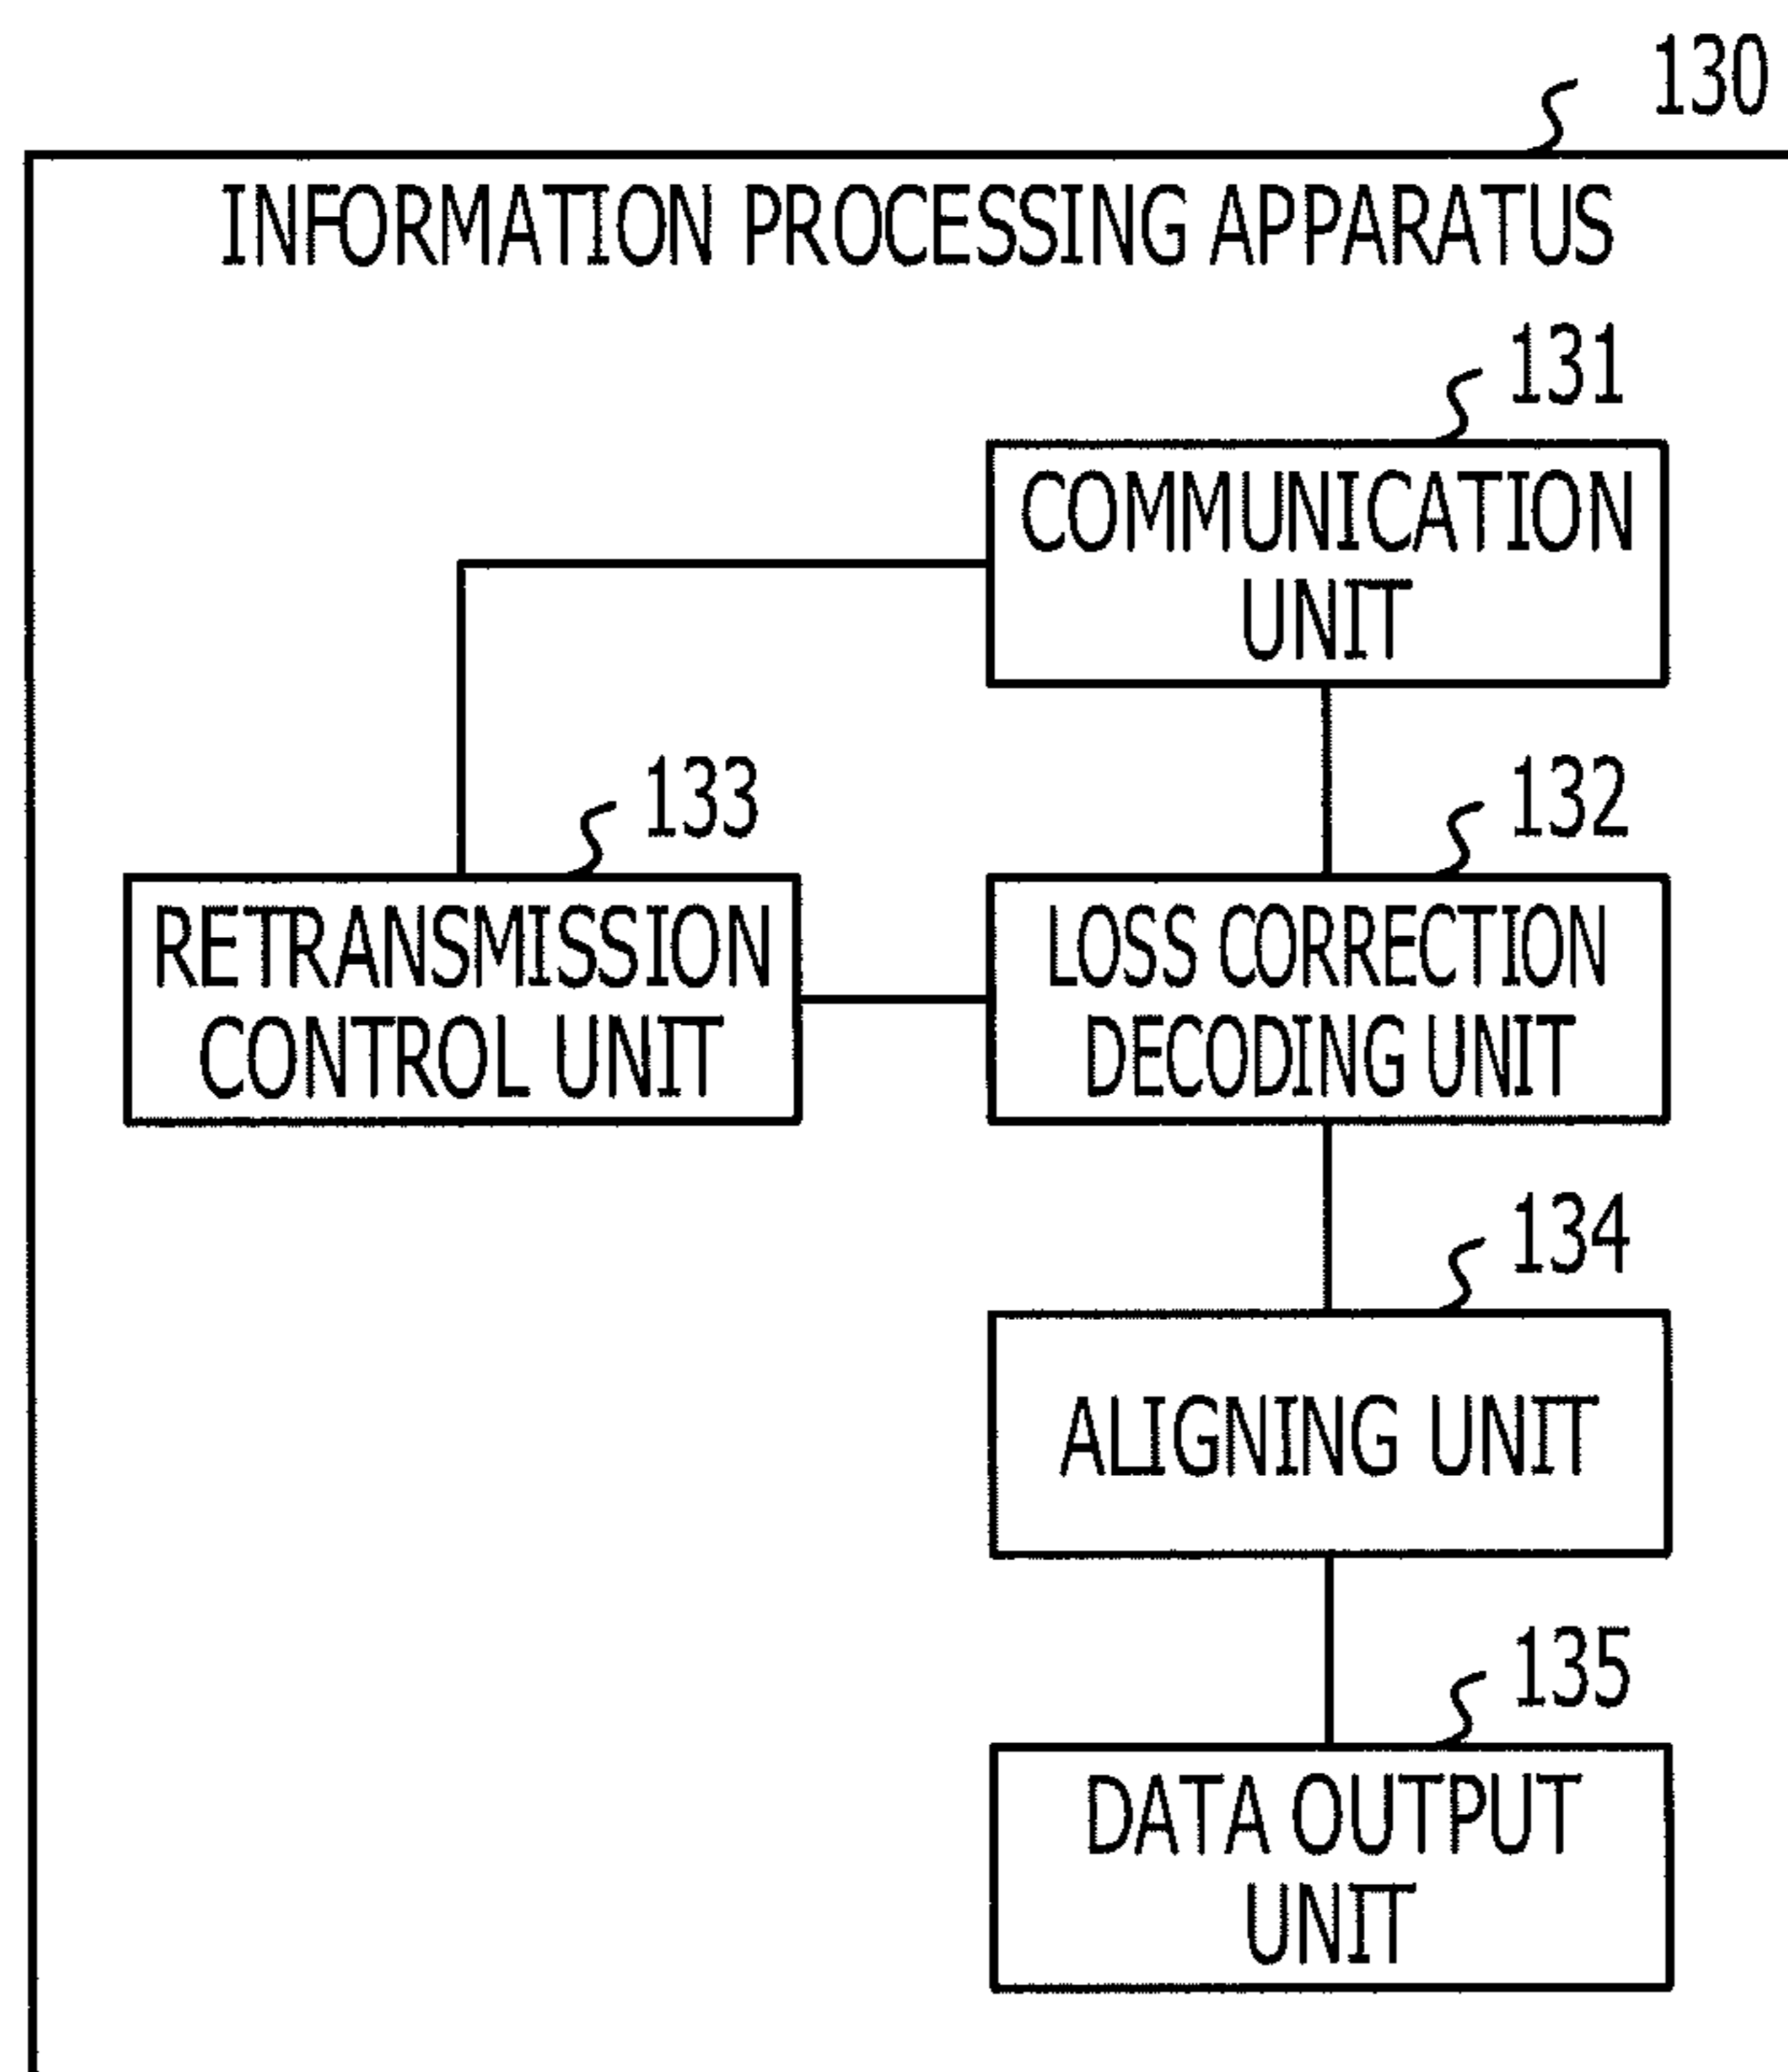 130
INFORMATION PROCESSING APPARATUS
131
COMMUNICATION
UNIT
133
132
RETRANSMISSION
CONTROL UNIT
LOSS CORRECTION
DECODING UNIT
134
ALIGNING UNIT
135
DATA OUTPUT
UNIT